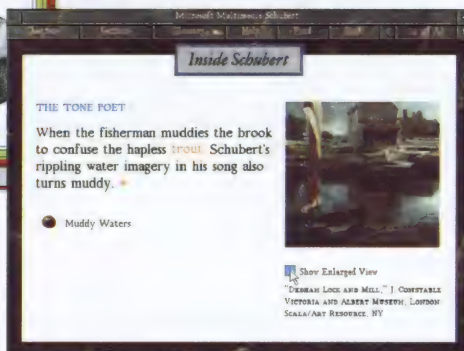 Microsoft Multimedia Schubert
Help
Find
Inside Schubert
THE TONE POET
When the fisherman muddies the brook
to confuse the hapless trout, Schubert's
rippling water imagery in his song also
turns muddy.
Muddy Waters
Show Enlarged View
"DEDHAM LOCK AND MILL," J. CONSTABLE
VICTORIA AND ALBERT MUSEUM, LONDON
SCALA/ART RESOURCE, NY